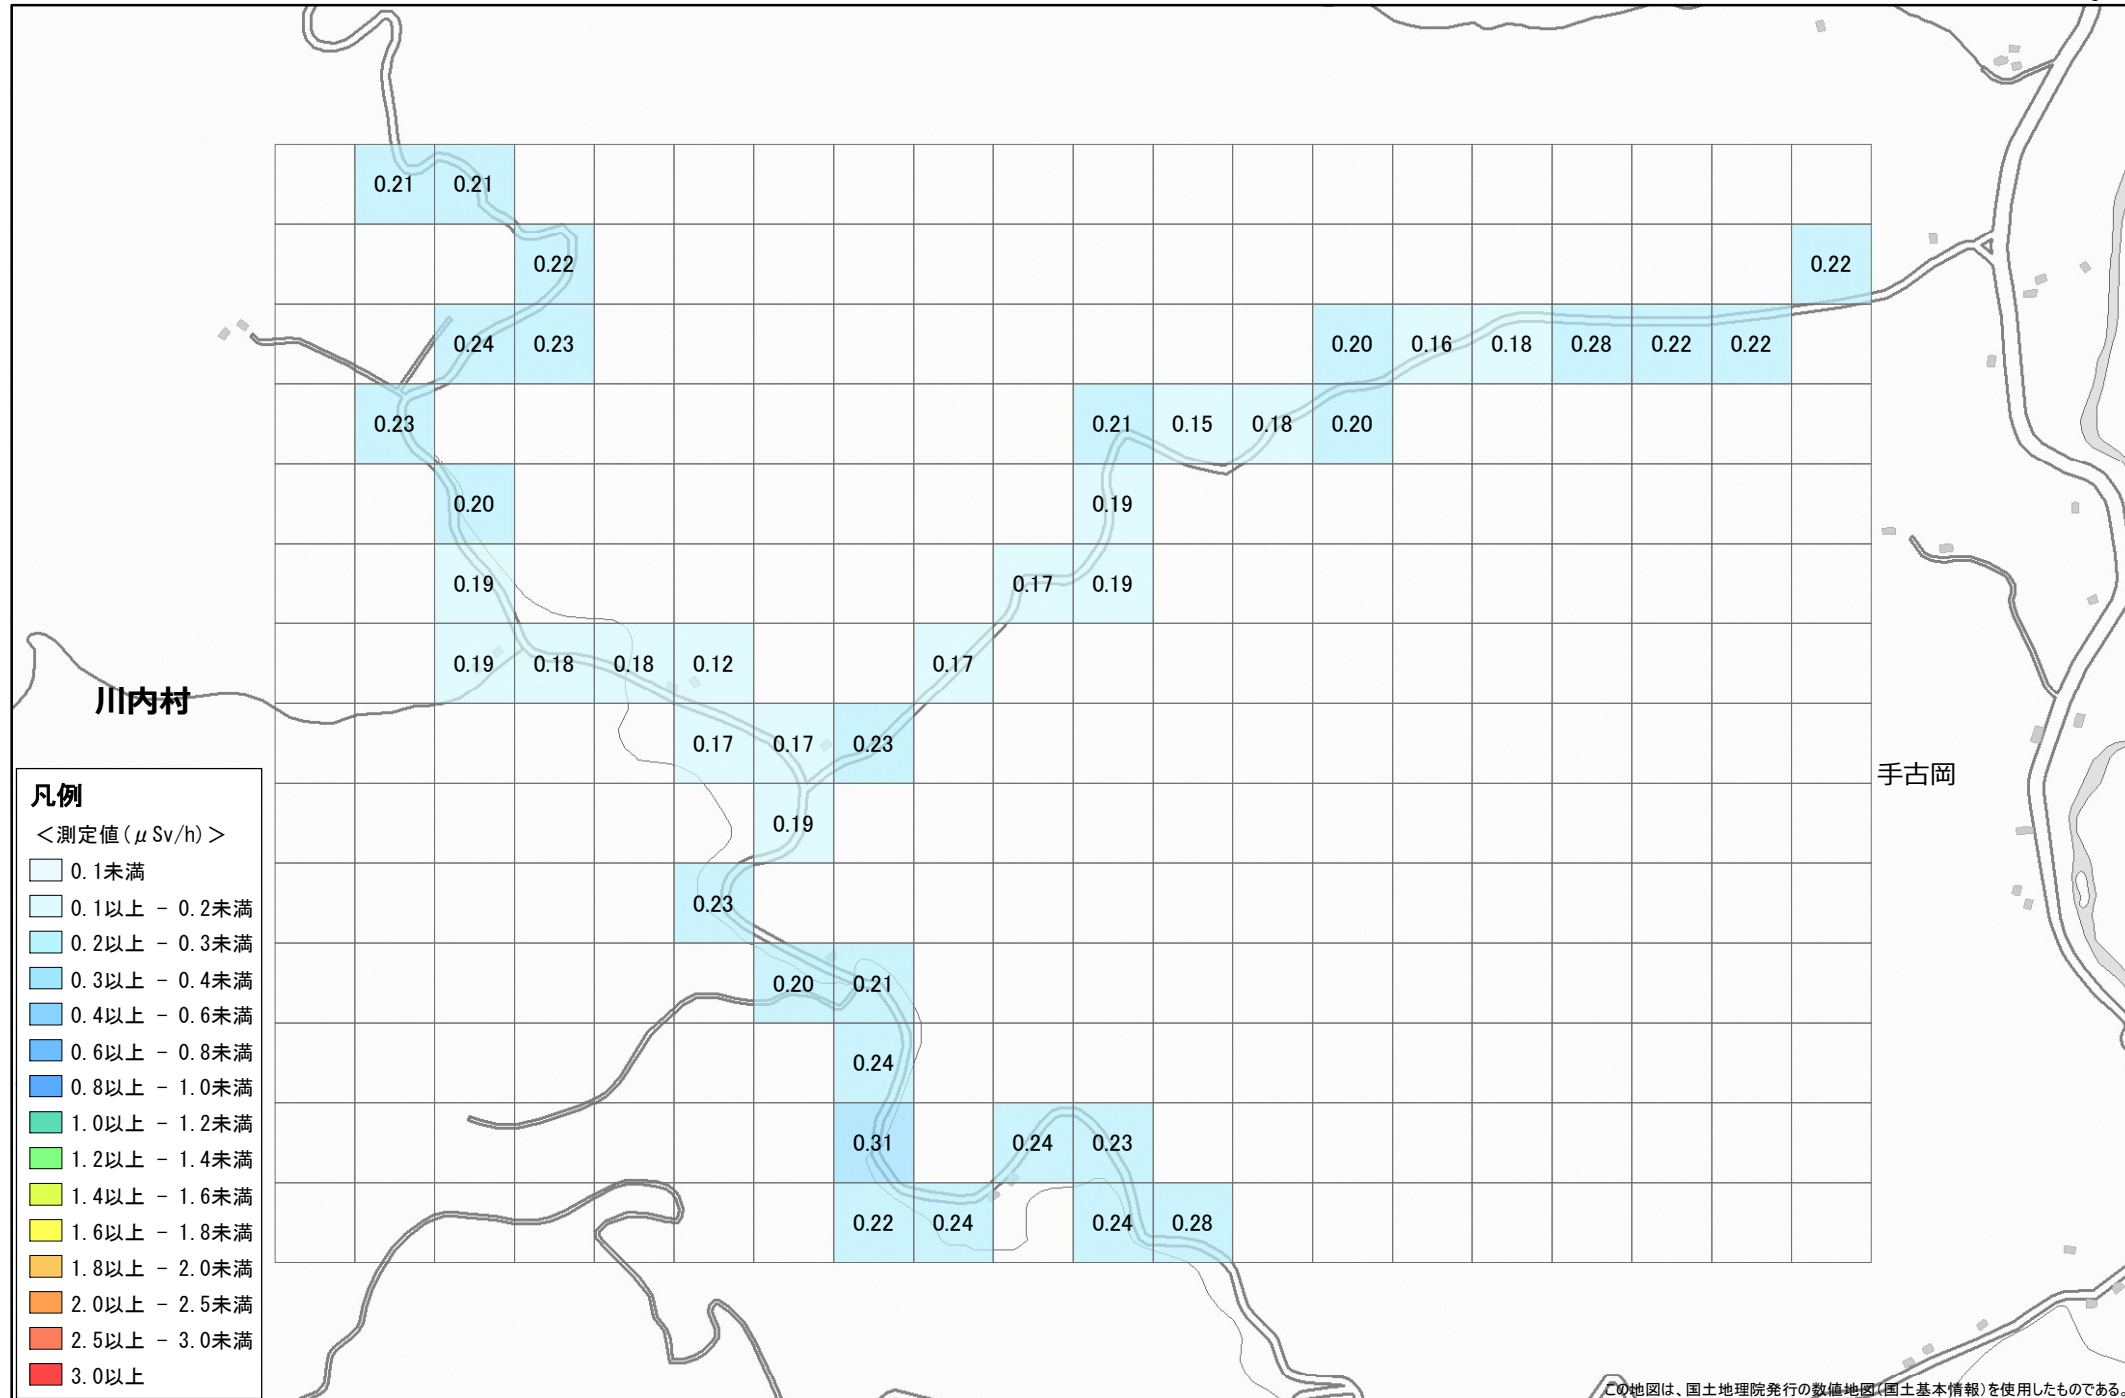 0.21 0.21
0.22 0.22
0.24 0.23 0.20 0.16 0.18 0.28 0.22 0.22
0.23 0.21 0.15 0.18 0.20
0.20 0.19
0.19 0.17 0.19
0.19 0.18 0.18 0.12 0.17
川内村
0.17 0.17 0.23
手古岡
0.19
0.23
0.20 0.21
0.24
0.31 0.24 0.23
0.22 0.24 0.24 0.28
凡例
＜測定値(μSv/h)＞
0.1未満
0.1以上 - 0.2未満
0.2以上 - 0.3未満
0.3以上 - 0.4未満
0.4以上 - 0.6未満
0.6以上 - 0.8未満
0.8以上 - 1.0未満
1.0以上 - 1.2未満
1.2以上 - 1.4未満
1.4以上 - 1.6未満
1.6以上 - 1.8未満
1.8以上 - 2.0未満
2.0以上 - 2.5未満
2.5以上 - 3.0未満
3.0以上
この地図は、国土地理院発行の数値地図(国土基本情報)を使用したものである。